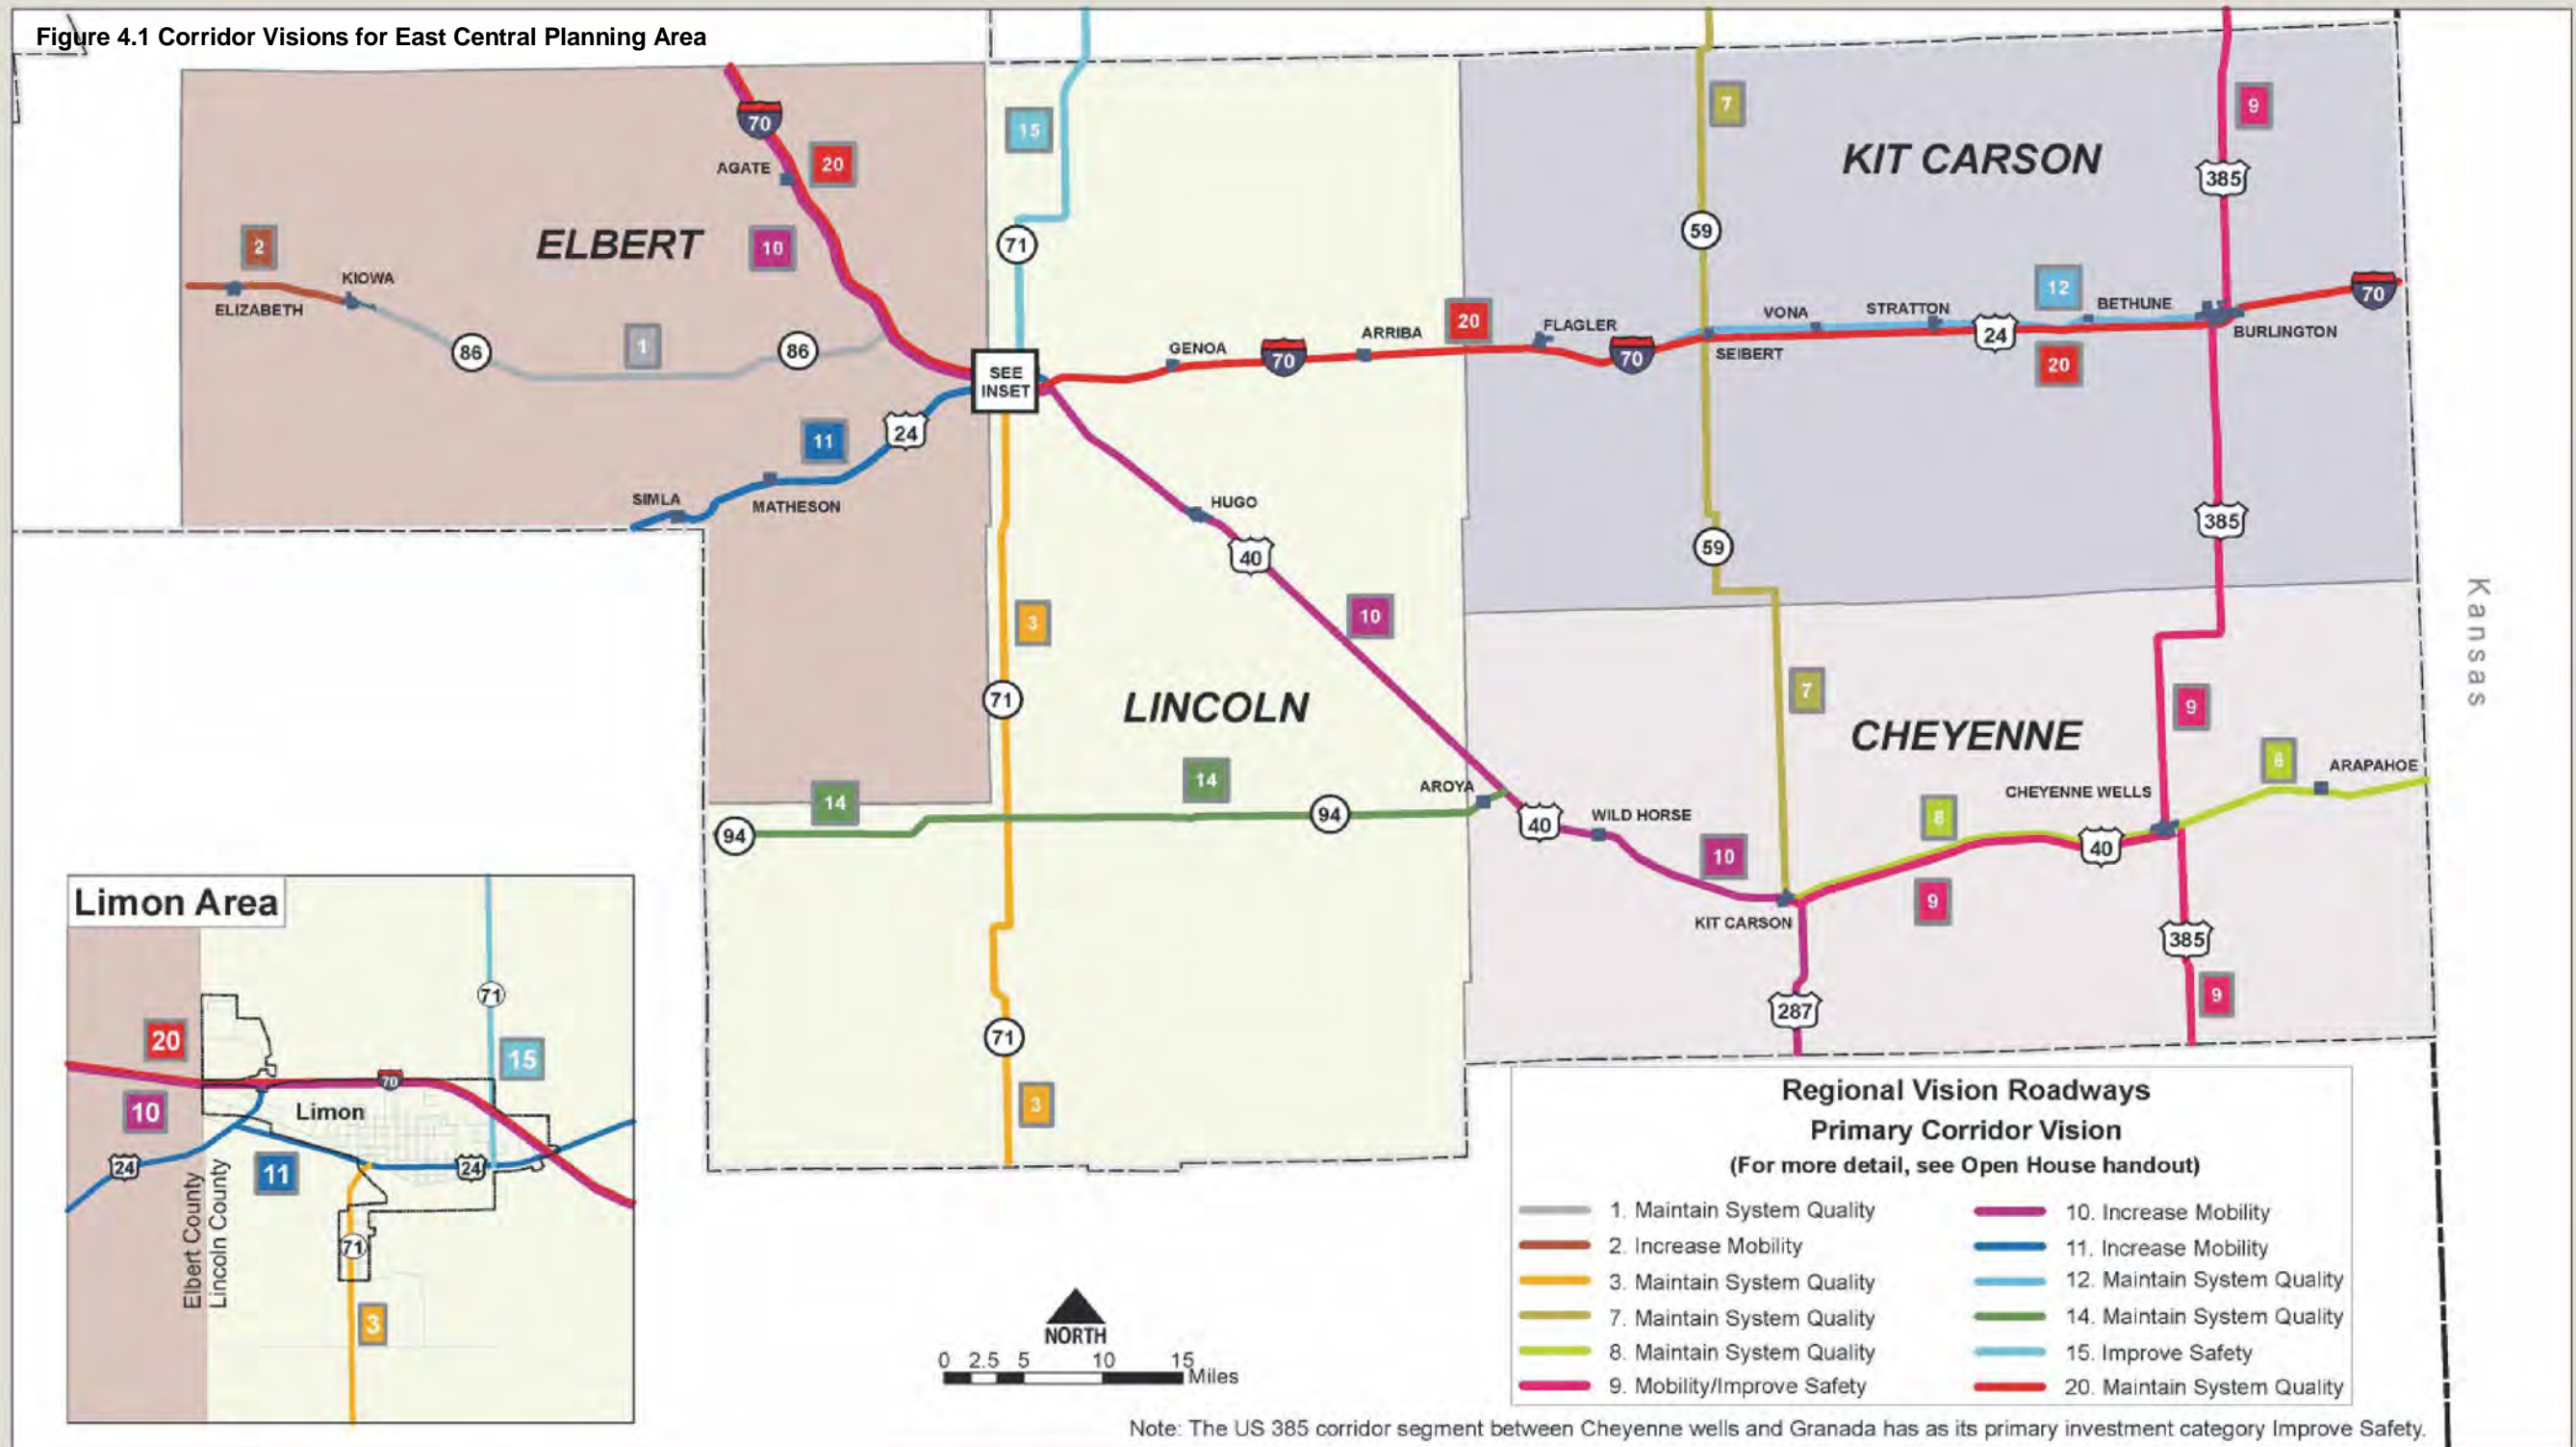 Figure 4.1 Corridor Visions for East Central Planning Area
70
AGATE
20
15
7
9
KIT CARSON
385
2
KIOWA
ELBERT
10
71
59
ELIZABETH
86
1
86
SEE
INSET
GENOA
70
ARRIBA
20
FLAGLER
70
SEIBERT
VONA
STRATTON
24
12
BETHUNE
20
BURLINGTON
70
11
24
SIMLA
MATHESON
HUGO
40
59
385
Kansas
3
10
71
LINCOLN
7
CHEYENNE
9
14
94
14
94
AROYA
40
WILD HORSE
10
KIT CARSON
8
9
CHEYENNE WELLS
40
8
ARAPAHOE
385
9
287
71
3
Limon Area
71
20
15
70
10
Limon
24
11
24
Elbert County
Lincoln County
71
3
NORTH
0 2.5 5 10 15
Miles
Regional Vision Roadways
Primary Corridor Vision
(For more detail, see Open House handout)
1. Maintain System Quality
2. Increase Mobility
3. Maintain System Quality
7. Maintain System Quality
8. Maintain System Quality
9. Mobility/Improve Safety
10. Increase Mobility
11. Increase Mobility
12. Maintain System Quality
14. Maintain System Quality
15. Improve Safety
20. Maintain System Quality
Note: The US 385 corridor segment between Cheyenne wells and Granada has as its primary investment category Improve Safety.